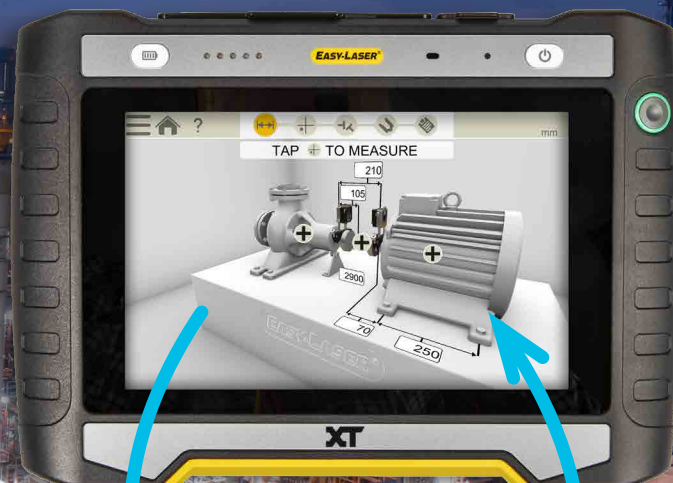 EASY-LASER®
?
mm
TAP TO MEASURE
210
105
2900
70
250
EASY-LASER®
XT